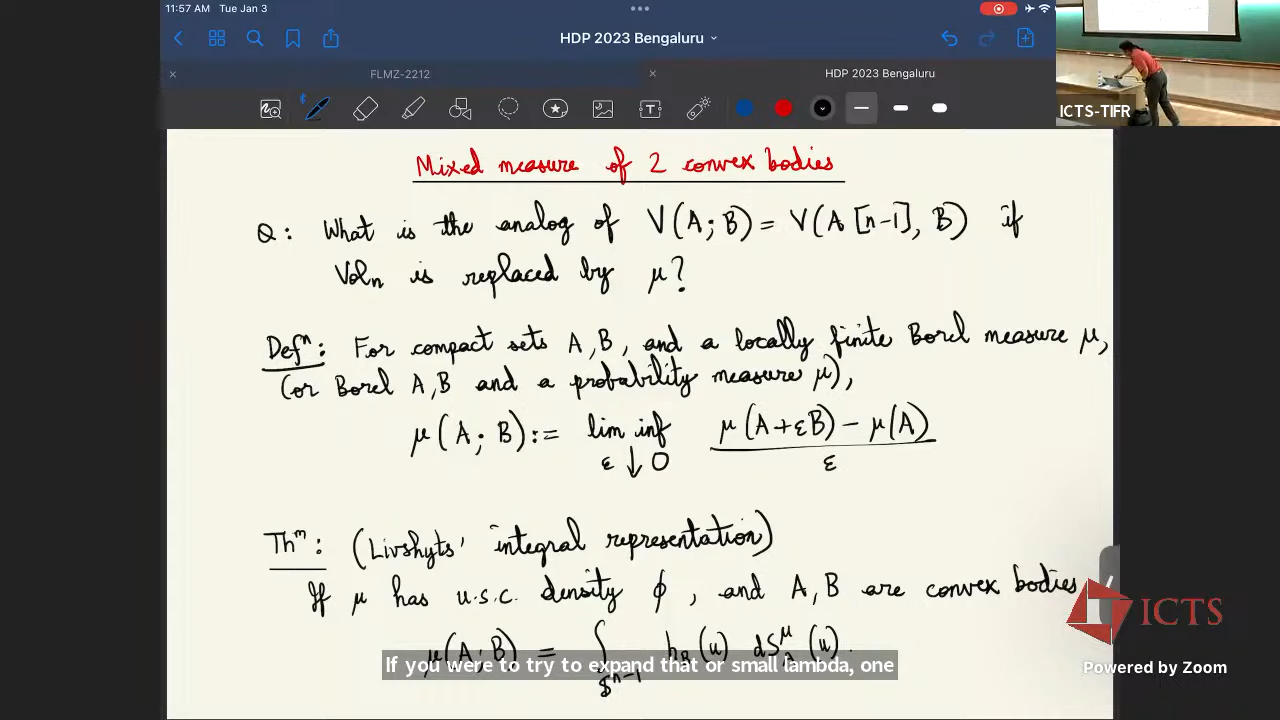 11:57 AM Tue Jan 3
HDP 2023 Bengaluru
FLMZ-2212
HDP 2023 Bengaluru
ICTS-TIFR
Mixed measure of 2 convex bodies
Q: What is the analog of V(A; B) = V(A [n-1], B) if
Voln is replaced by μ?
Defⁿ: For compact sets A, B, and a locally finite Borel measure μ,
(or Borel A,B and a probability measure μ),
μ(A; B) := lim inf ε↓0 μ(A+εB) − μ(A) / ε
Thᵐ: (Livshyts' integral representation)
If μ has u.s.c. density ϕ, and A, B are convex bodies
μ(A; B) = ∫ S^{n-1} h_B(u) dS_A^μ(u).
If you were to try to expand that or small lambda, one
ICTS
Powered by Zoom